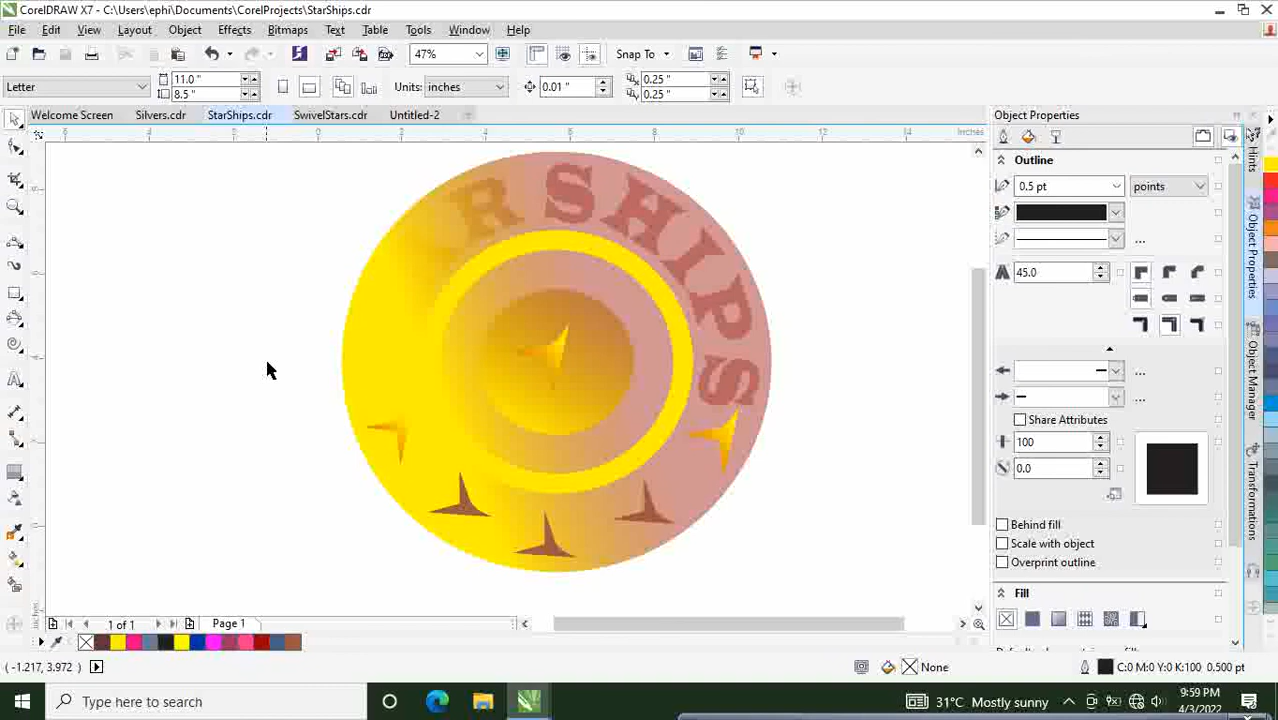 CorelDRAW X7 - C:\Users\ephi\Documents\CorelProjects\StarShips.cdr
File Edit View Layout Object Effects Bitmaps Text Table Tools Window Help
47% Snap To
Letter 11.0 " 8.5 " Units: inches 0.01 " 0.25 " 0.25 "
Welcome Screen Silvers.cdr StarShips.cdr SwivelStars.cdr Untitled-2
Object Properties
inches
R SHIPS
Outline
0.5 pt points
45.0
Share Attributes
100
0.0
Behind fill
Scale with object
Overprint outline
Fill
Hints
Object Properties
Object Manage
Transformations
1 of 1 Page 1
(-1.217, 3.972) None C:0 M:0 Y:0 K:100 0.500 pt
Type here to search 31°C Mostly sunny 9:59 PM
4/3/2022